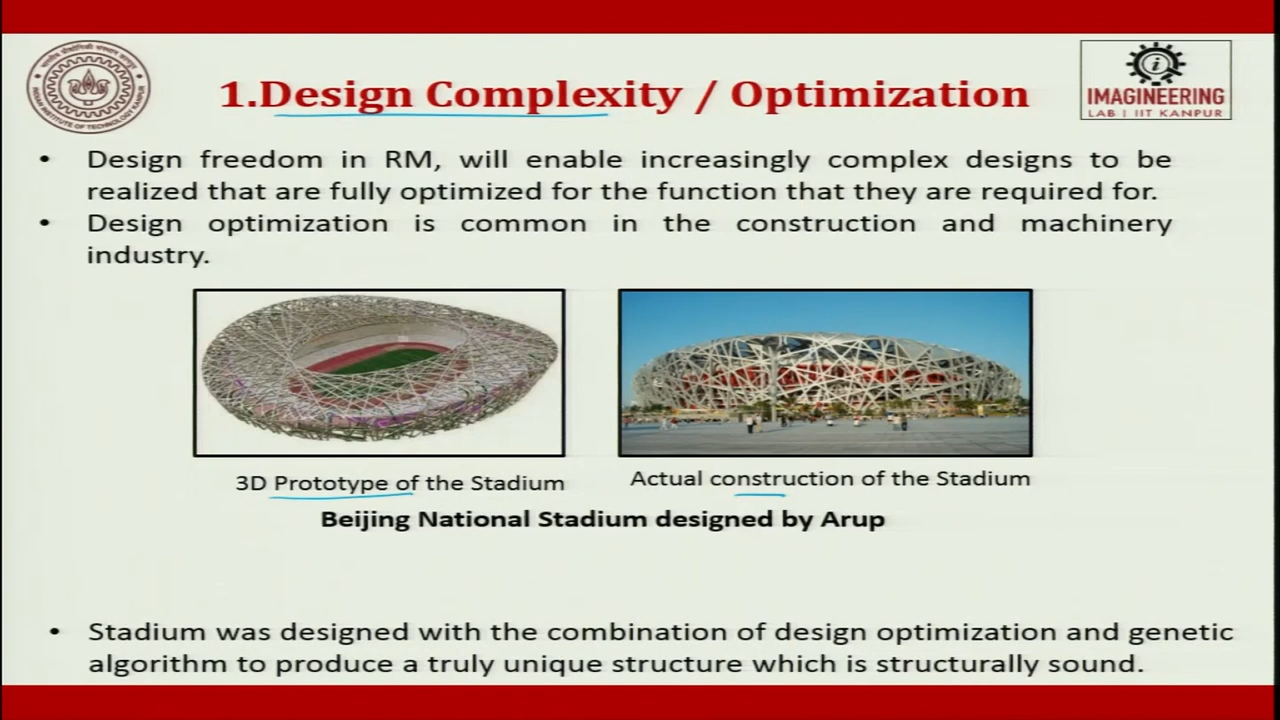 1.Design Complexity / Optimization
IMAGINEERING
LAB | IIT KANPUR
• Design freedom in RM, will enable increasingly complex designs to be
realized that are fully optimized for the function that they are required for.
• Design optimization is common in the construction and machinery
industry.
3D Prototype of the Stadium
Actual construction of the Stadium
Beijing National Stadium designed by Arup
• Stadium was designed with the combination of design optimization and genetic
algorithm to produce a truly unique structure which is structurally sound.